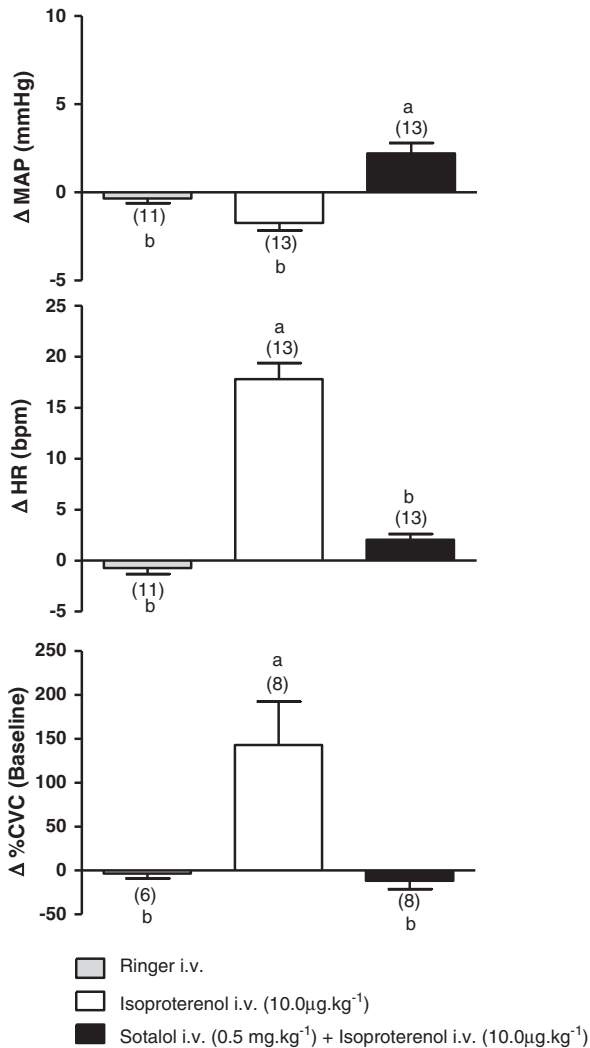 Δ MAP (mmHg)
10
5
0
-5
a
(13)
(11)
b
(13)
b
Δ HR (bpm)
25
20
15
10
5
0
-5
a
(13)
b
(13)
(11)
b
Δ %CVC (Baseline)
250
200
150
100
50
0
-50
a
(8)
(6)
b
(8)
b
Ringer i.v.
Isoproterenol i.v. (10.0μg.kg⁻¹)
Sotalol i.v. (0.5 mg.kg⁻¹) + Isoproterenol i.v. (10.0μg.kg⁻¹)